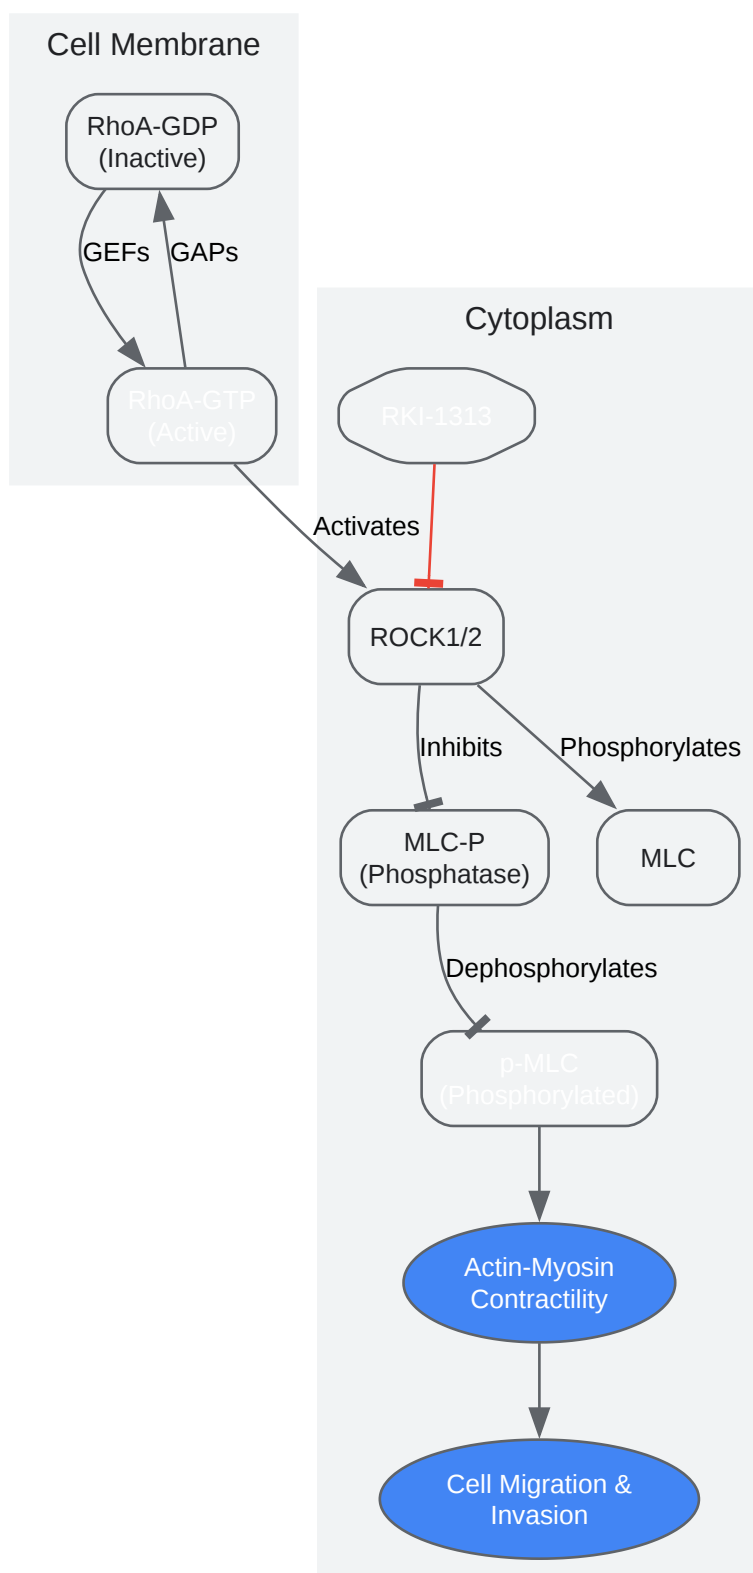 Cell Membrane
RhoA-GDP
(Inactive)
GEFs
GAPs
RhoA-GTP
(Active)
Cytoplasm
RKI-1313
Activates
ROCK1/2
Inhibits
Phosphorylates
MLC-P
(Phosphatase)
MLC
Dephosphorylates
p-MLC
(Phosphorylated)
Actin-Myosin
Contractility
Cell Migration &
Invasion